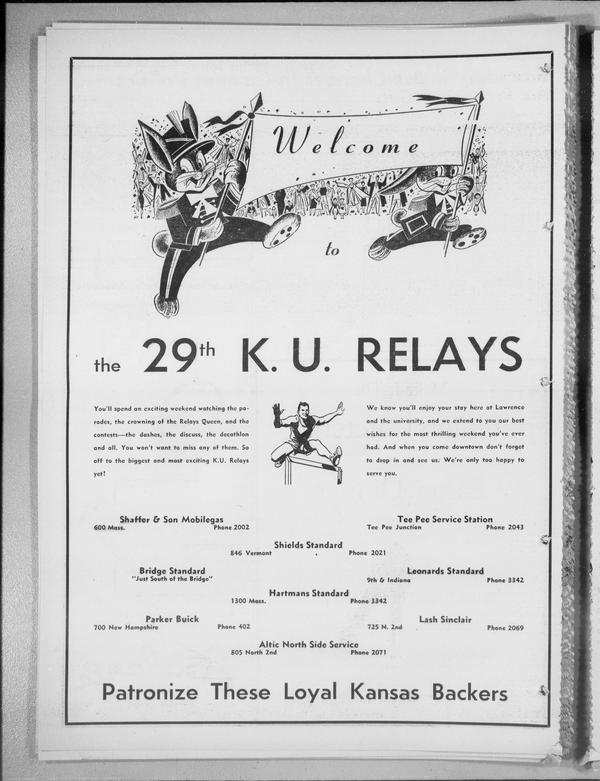 Welcome
to
the 29th K. U. RELAYS
You'll spend an exciting weekend watching the pa-
rades, the crowning of the Relays Queen, and the
contests—the dashes, the discuss, the decathlon
and all. You won't want to miss any of them. So
off to the biggest and most exciting K.U. Relays
yet!
We know you'll enjoy your stay here at Lawrence
and the university, and we extend to you our best
wishes for the most thrilling weekend you've ever
had. And when you come downtown don't forget
to drop in and see us. We're only too happy to
serve you.
Shaffer & Son Mobilegas
600 Mass. Phone 2002
Tee Pee Service Station
Tee Pee Junction Phone 2043
Shields Standard
846 Vermont Phone 2021
Bridge Standard
"Just South of the Bridge"
Leonards Standard
9th & Indiana Phone 3342
Hartmans Standard
1300 Mass. Phone 3342
Parker Buick
700 New Hampshire Phone 402
Lash Sinclair
725 N. 2nd Phone 2069
Altic North Side Service
805 North 2nd Phone 2071
Patronize These Loyal Kansas Backers